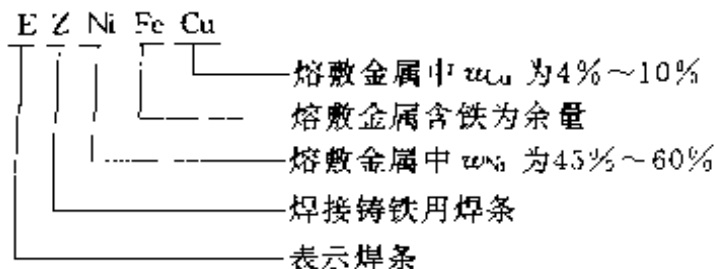 E Z Ni Fe Cu
熔敷金属中 wCu 为4%～10%
熔敷金属含铁为余量
熔敷金属中 wNi 为45%～60%
焊接铸铁用焊条
表示焊条